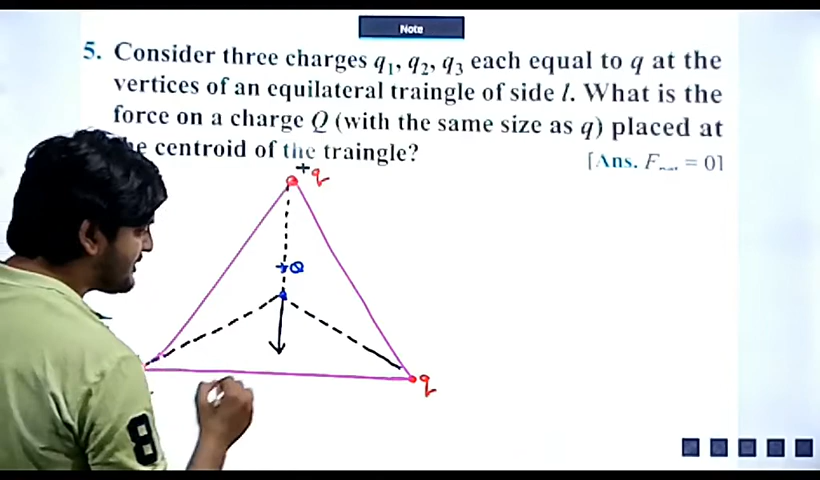 Note
5. Consider three charges q₁, q₂, q₃ each equal to q at the
vertices of an equilateral traingle of side l. What is the
force on a charge Q (with the same size as q) placed at
centroid of the traingle?
[Ans. F = 0]
+q
+Q
q
8